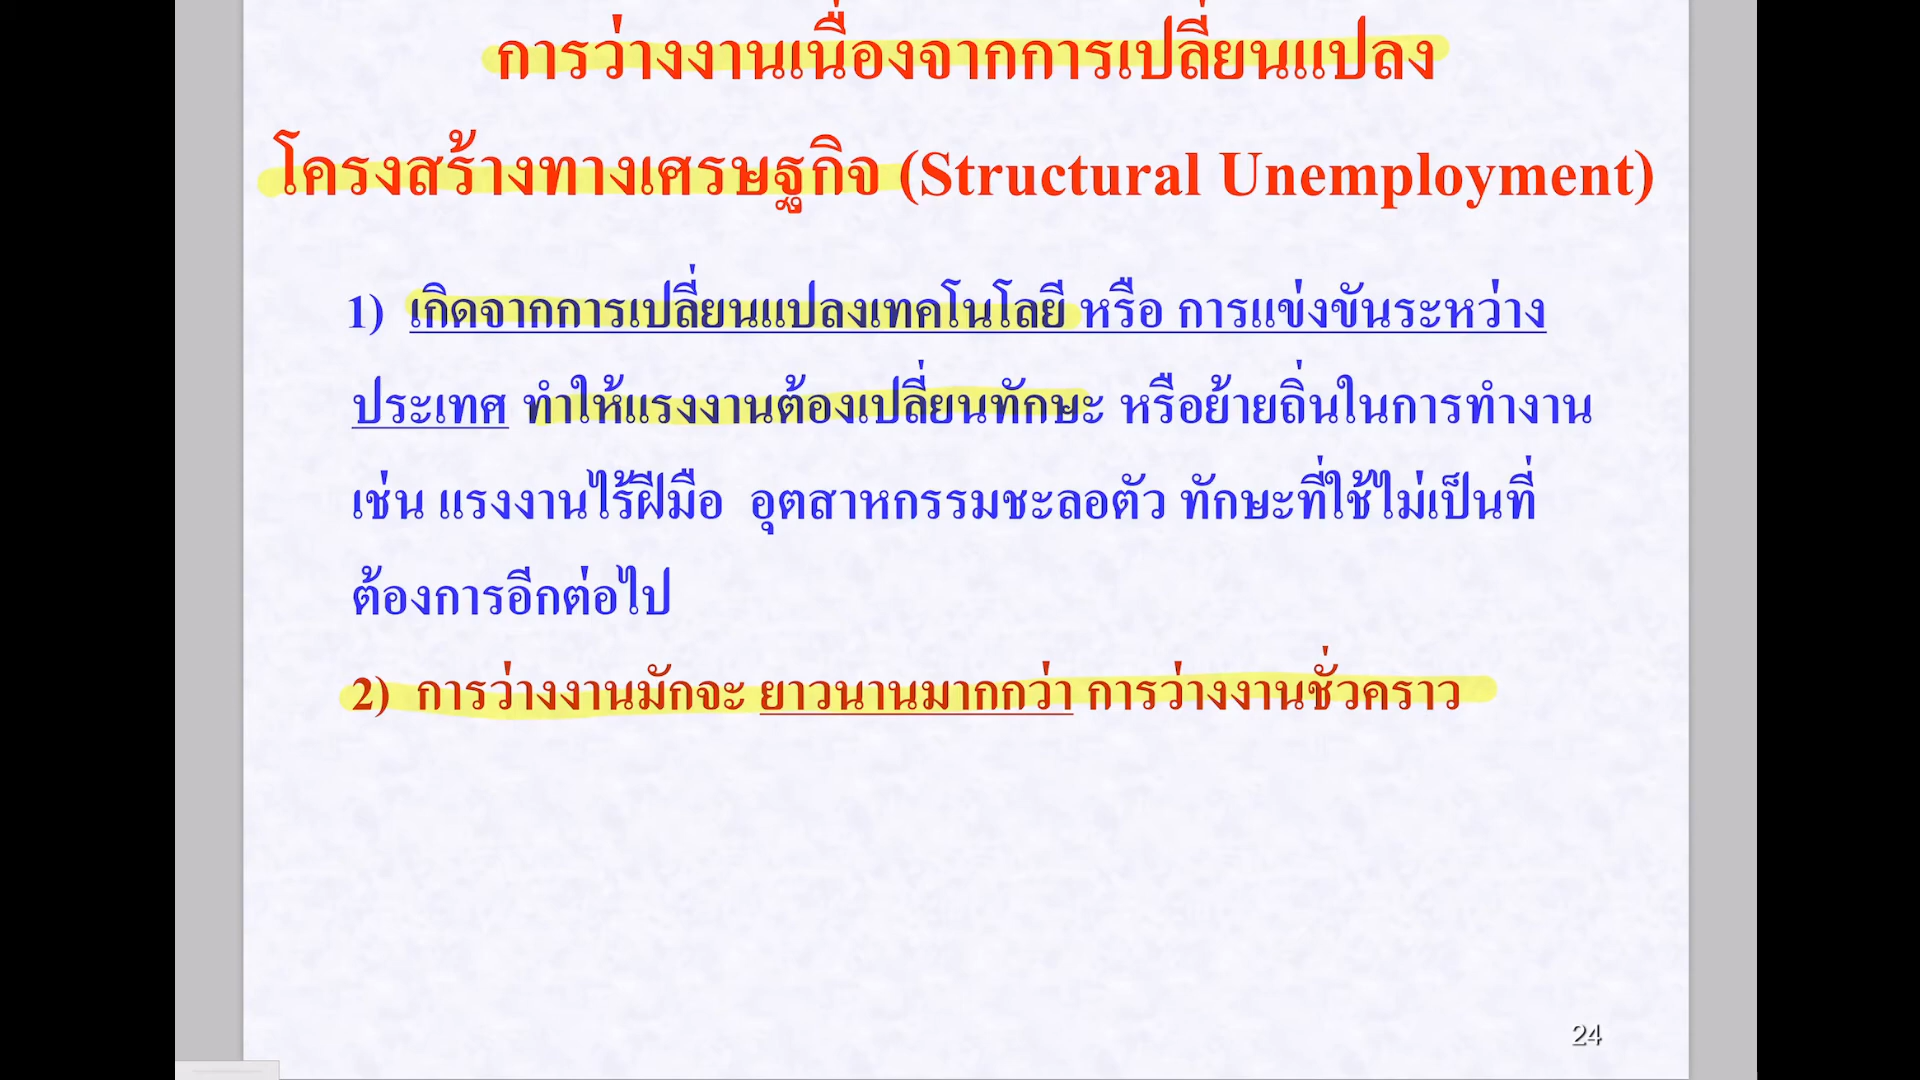 การว่างงานเนื่องจากการเปลี่ยนแปลง
โครงสร้างทางเศรษฐกิจ (Structural Unemployment)
1) เกิดจากการเปลี่ยนแปลงเทคโนโลยี หรือ การแข่งขันระหว่าง
ประเทศ ทำให้แรงงานต้องเปลี่ยนทักษะ หรือย้ายถิ่นในการทำงาน
เช่น แรงงานไร้ฝีมือ อุตสาหกรรมชะลอตัว ทักษะที่ใช้ไม่เป็นที่
ต้องการอีกต่อไป
2) การว่างงานมักจะ ยาวนานมากกว่า การว่างงานชั่วคราว
24